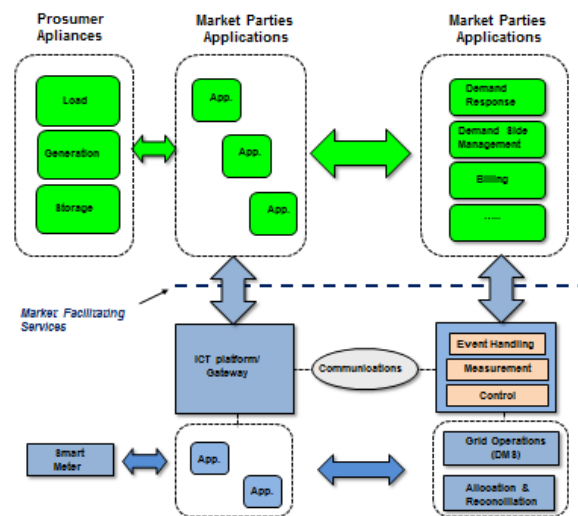 Prosumer
Apliances
Market Parties
Applications
Market Parties
Applications
Load
Generation
Storage
App.
App.
App.
Demand
Response
Demand Side
Management
Billing
.....
Market Facilitating
Services
ICT platform/
Gateway
Communications
Event Handling
Measurement
Control
Smart
Meter
App.
App.
Grid Operations
(DMS)
Allocation &
Reconciliation